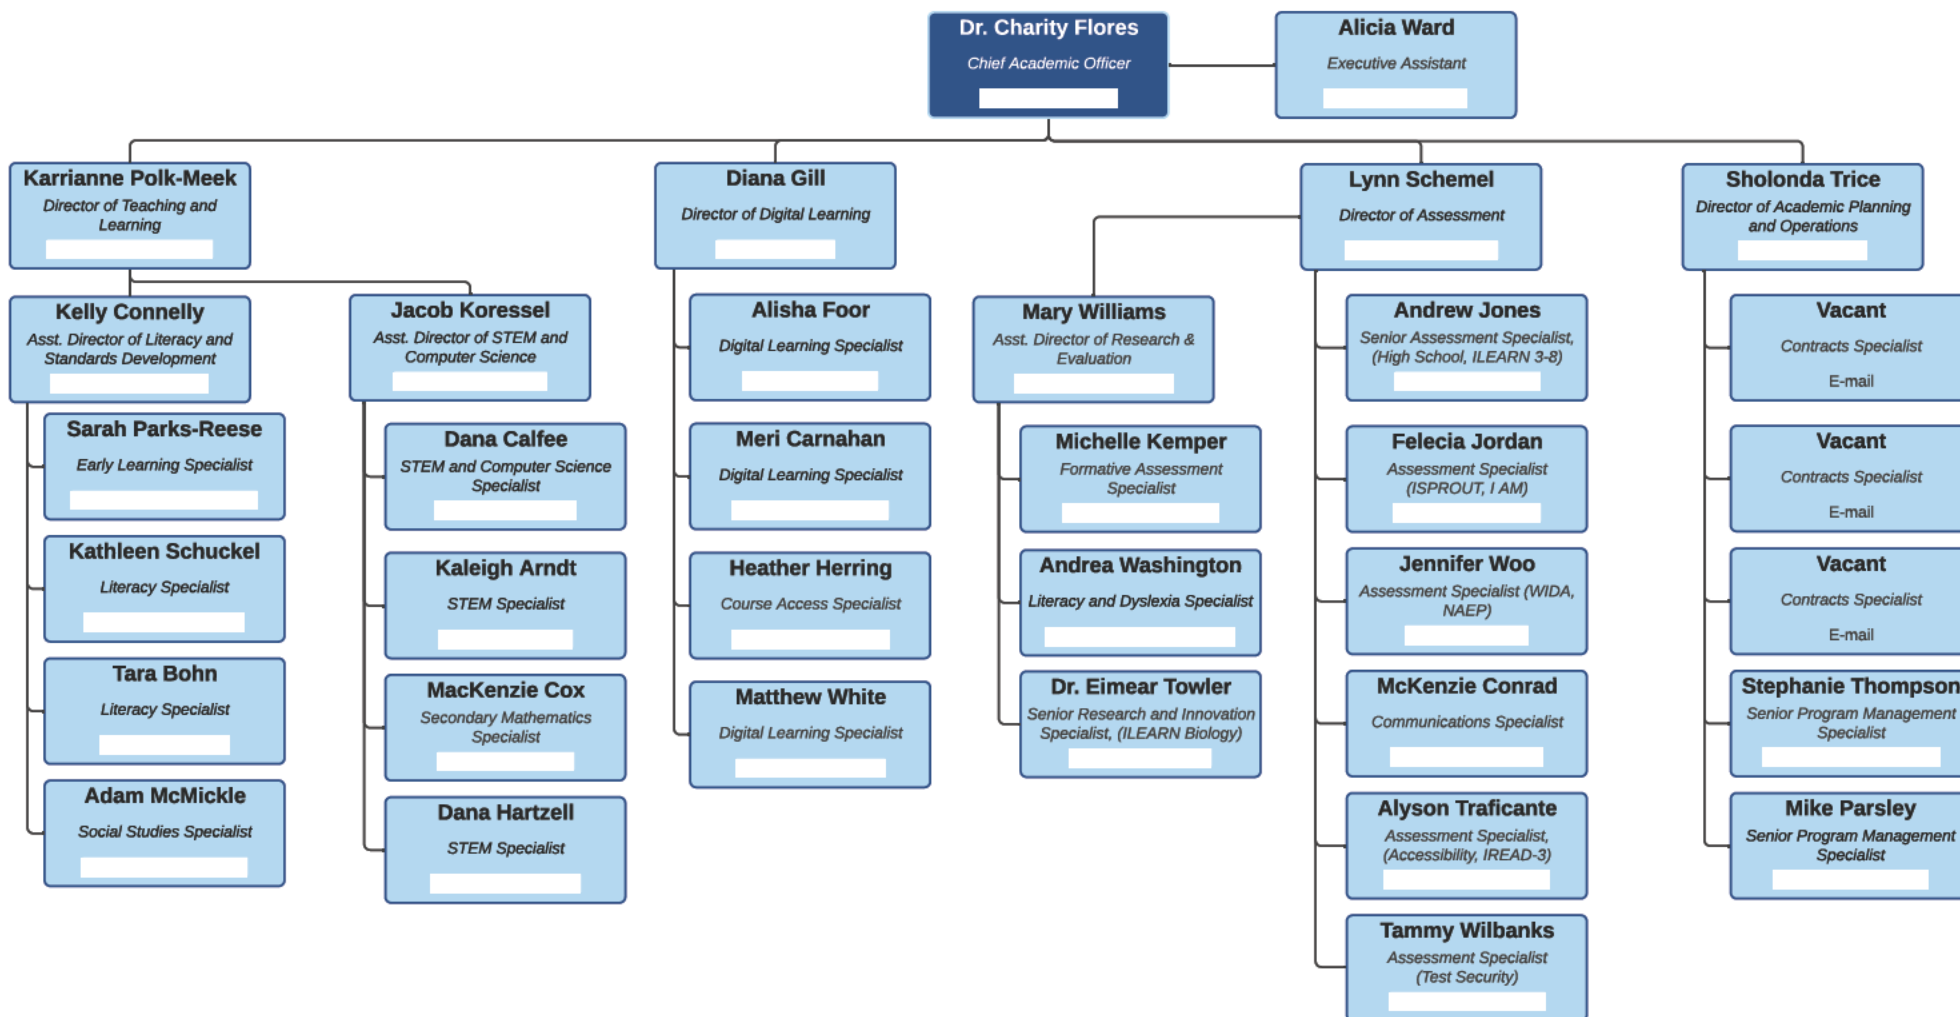 Dr. Charity Flores
Chief Academic Officer
Alicia Ward
Executive Assistant
Karrianne Polk-Meek
Director of Teaching and
Learning
Diana Gill
Director of Digital Learning
Lynn Schemel
Director of Assessment
Sholonda Trice
Director of Academic Planning
and Operations
Kelly Connelly
Asst. Director of Literacy and
Standards Development
Sarah Parks-Reese
Early Learning Specialist
Kathleen Schuckel
Literacy Specialist
Tara Bohn
Literacy Specialist
Adam McMickle
Social Studies Specialist
Jacob Koressel
Asst. Director of STEM and
Computer Science
Dana Calfee
STEM and Computer Science
Specialist
Kaleigh Arndt
STEM Specialist
MacKenzie Cox
Secondary Mathematics
Specialist
Dana Hartzell
STEM Specialist
Alisha Foor
Digital Learning Specialist
Meri Carnahan
Digital Learning Specialist
Heather Herring
Course Access Specialist
Matthew White
Digital Learning Specialist
Mary Williams
Asst. Director of Research &
Evaluation
Michelle Kemper
Formative Assessment
Specialist
Andrea Washington
Literacy and Dyslexia Specialist
Dr. Eimear Towler
Senior Research and Innovation
Specialist, (ILEARN Biology)
Andrew Jones
Senior Assessment Specialist,
(High School, ILEARN 3-8)
Felecia Jordan
Assessment Specialist
(ISPROUT, I AM)
Jennifer Woo
Assessment Specialist (WIDA,
NAEP)
McKenzie Conrad
Communications Specialist
Alyson Traficante
Assessment Specialist,
(Accessibility, IREAD-3)
Tammy Wilbanks
Assessment Specialist
(Test Security)
Vacant
Contracts Specialist
E-mail
Vacant
Contracts Specialist
E-mail
Vacant
Contracts Specialist
E-mail
Stephanie Thompson
Senior Program Management
Specialist
Mike Parsley
Senior Program Management
Specialist